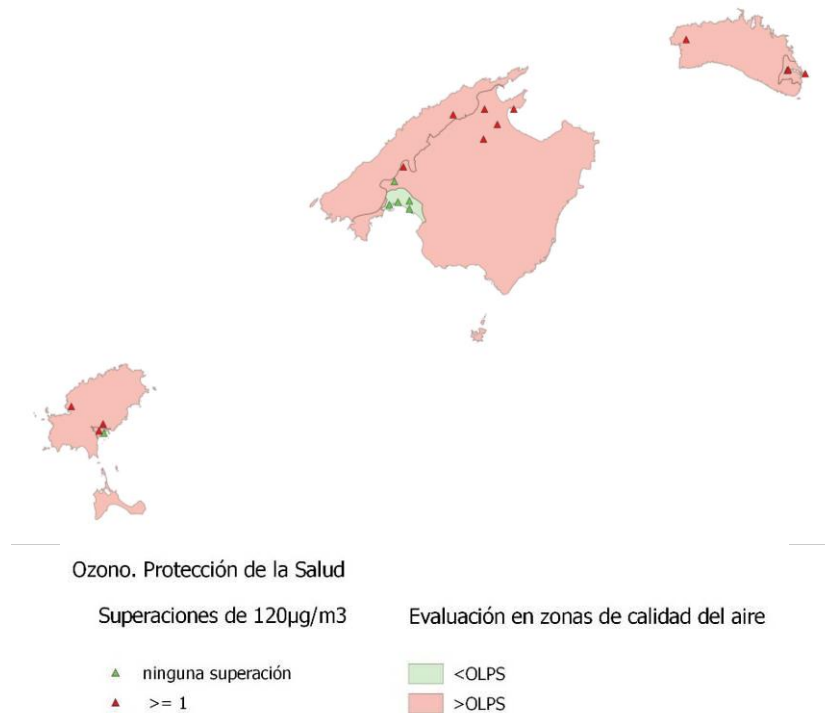 Ozono. Protección de la Salud
Superaciones de 120µg/m3
Evaluación en zonas de calidad del aire
ninguna superación
<OLPS
>= 1
>OLPS